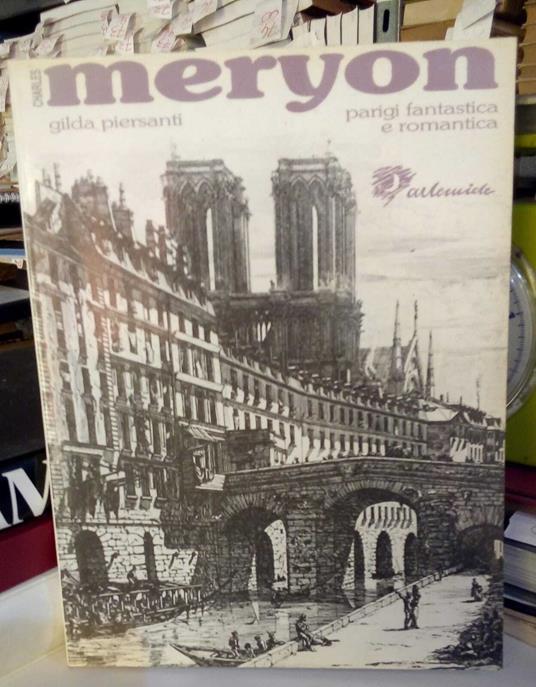 CHARLES
meryon
gilda piersanti
parigi fantastica
e romantica
artemide